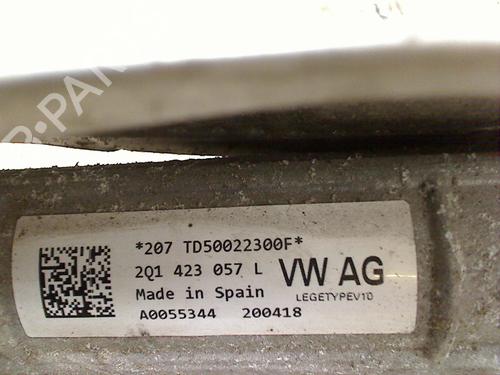 *207 TD50022300F*
2Q1 423 057 L
VW AG
Made in Spain
LEGETYPEV10
A0055344 200418